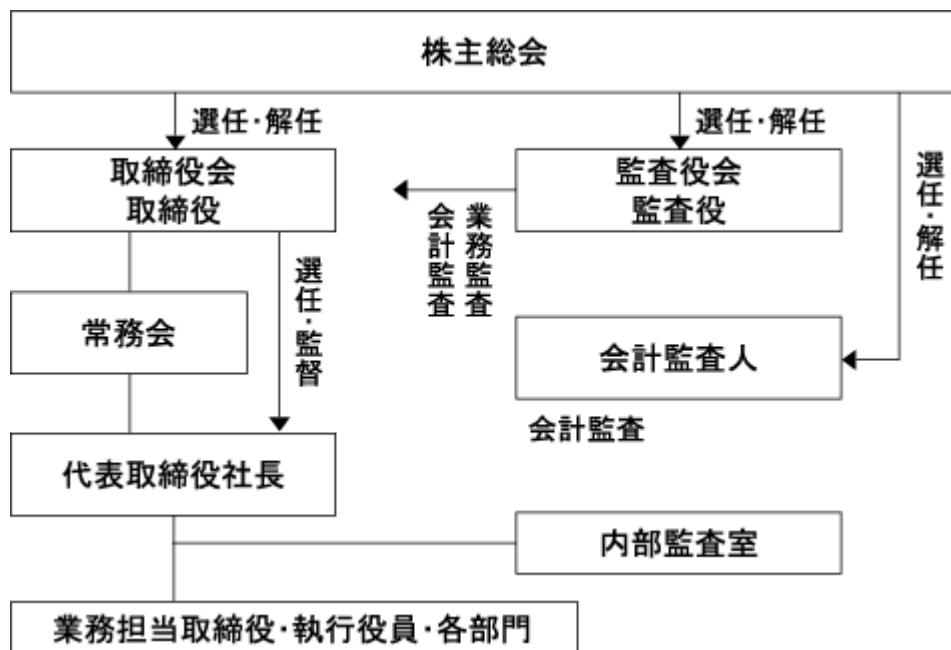 株主総会
選任・解任
選任・解任
取締役会
取締役
監査役会
監査役
選任・解任
業務監査
会計監査
選任・監督
常務会
会計監査人
会計監査
代表取締役社長
内部監査室
業務担当取締役・執行役員・各部門